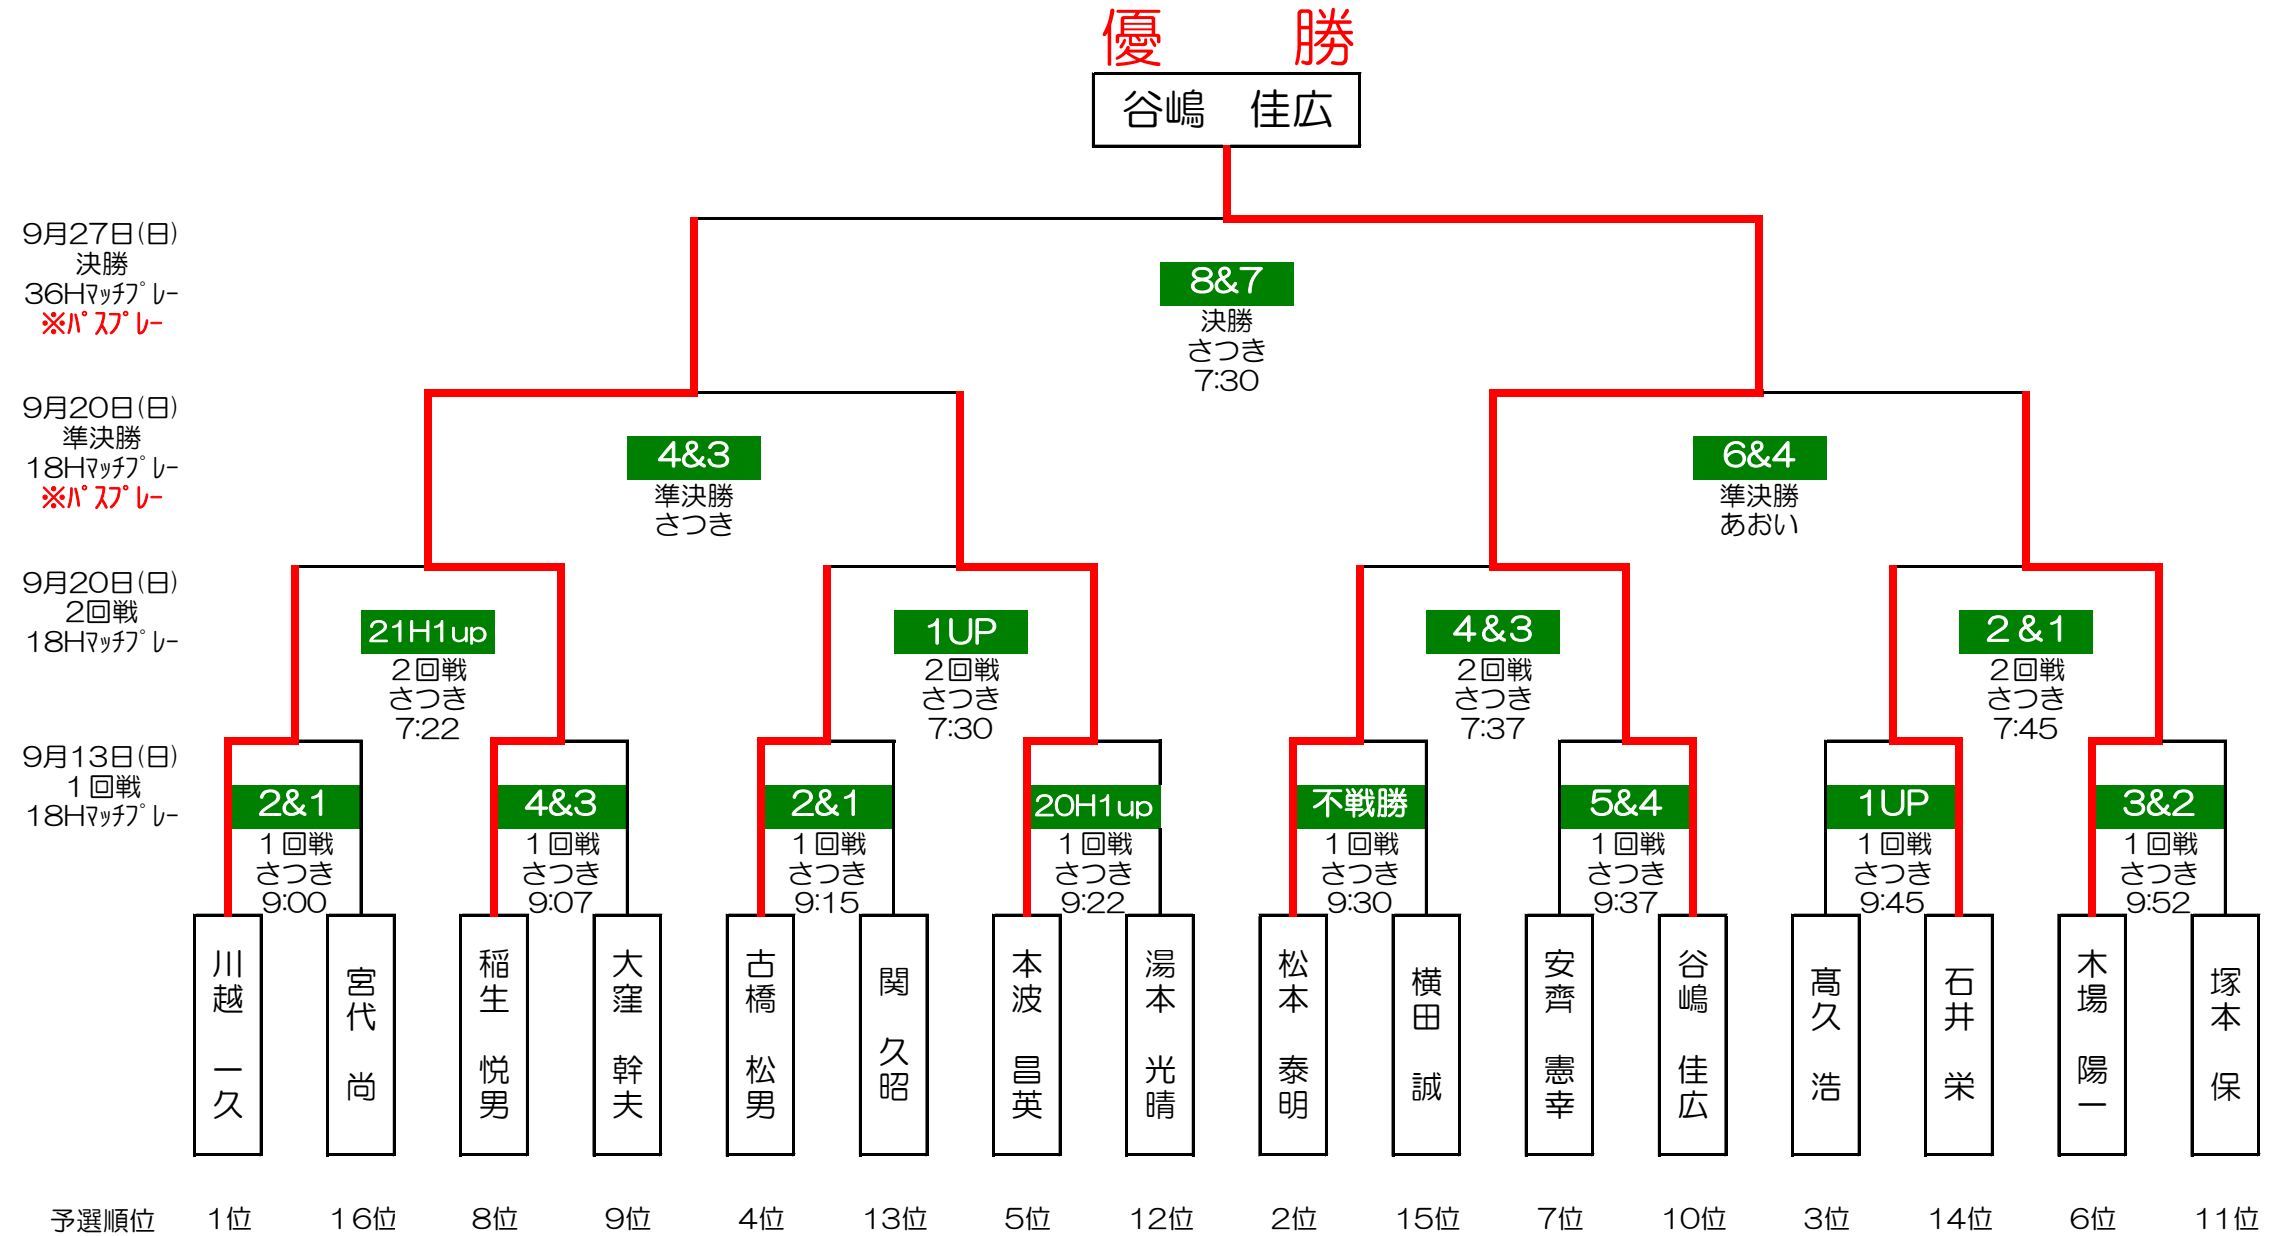 優　勝
谷嶋　佳広
9月27日(日)
決勝
36Hﾏｯﾁﾌﾟﾚｰ
※ﾊﾟｽﾌﾟﾚｰ
8&7
決勝
さつき
7:30
9月20日(日)
準決勝
18Hﾏｯﾁﾌﾟﾚｰ
※ﾊﾟｽﾌﾟﾚｰ
4&3
準決勝
さつき
6&4
準決勝
あおい
9月20日(日)
2回戦
18Hﾏｯﾁﾌﾟﾚｰ
21H1up
２回戦
さつき
7:22
1UP
２回戦
さつき
7:30
４&３
２回戦
さつき
7:37
２&１
２回戦
さつき
7:45
9月13日(日)
１回戦
18Hﾏｯﾁﾌﾟﾚｰ
2&1
１回戦
さつき
9:00
4&3
１回戦
さつき
9:07
2&1
１回戦
さつき
9:15
20H1up
１回戦
さつき
9:22
不戦勝
１回戦
さつき
9:30
5&4
１回戦
さつき
9:37
1UP
１回戦
さつき
9:45
3&2
１回戦
さつき
9:52
川越　一久
宮代　尚
稲生　悦男
大窪　幹夫
古橋　松男
関　久昭
本波　昌英
湯本　光晴
松本　泰明
横田　誠
安齊　憲幸
谷嶋　佳広
髙久　浩
石井　栄
木場　陽一
塚本　保
予選順位　1位　16位　8位　9位　4位　13位　5位　12位　2位　15位　7位　10位　3位　14位　6位　11位